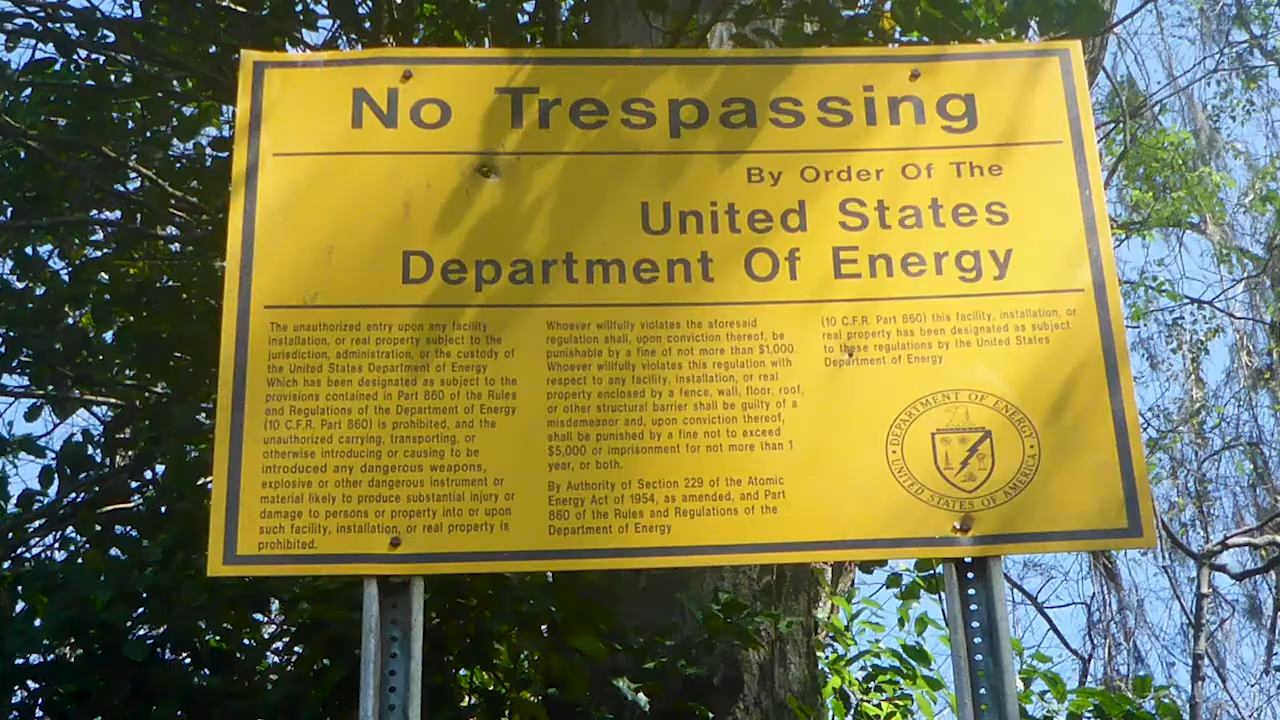 No Trespassing
By Order Of The
United States
Department Of Energy
The unauthorized entry upon any facility
installation, or real property subject to the
jurisdiction, administration, or the custody of
the United States Department of Energy
Which has been designated as subject to the
provisions contained in Part 860 of the Rules
and Regulations of the Department of Energy
(10 C.F.R. Part 860) is prohibited, and the
unauthorized carrying, transporting, or
otherwise introducing or causing to be
introduced any dangerous weapons,
explosive or other dangerous instrument or
material likely to produce substantial injury or
damage to persons or property into or upon
such facility, installation, or real property is
prohibited.
Whoever willfully violates the aforesaid
regulation shall, upon conviction thereof, be
punishable by a fine of not more than $1,000.
Whoever willfully violates this regulation with
respect to any facility, installation, or real
property enclosed by a fence, wall, floor, roof,
or other structural barrier shall be guilty of a
misdemeanor and, upon conviction thereof,
shall be punished by a fine not to exceed
$5,000 or imprisonment for not more than 1
year, or both.
By Authority of Section 229 of the Atomic
Energy Act of 1954, as amended, and Part
860 of the Rules and Regulations of the
Department of Energy
(10 C.F.R. Part 860) this facility, installation, or
real property has been designated as subject
to these regulations by the United States
Department of Energy.
DEPARTMENT OF ENERGY
UNITED STATES OF AMERICA